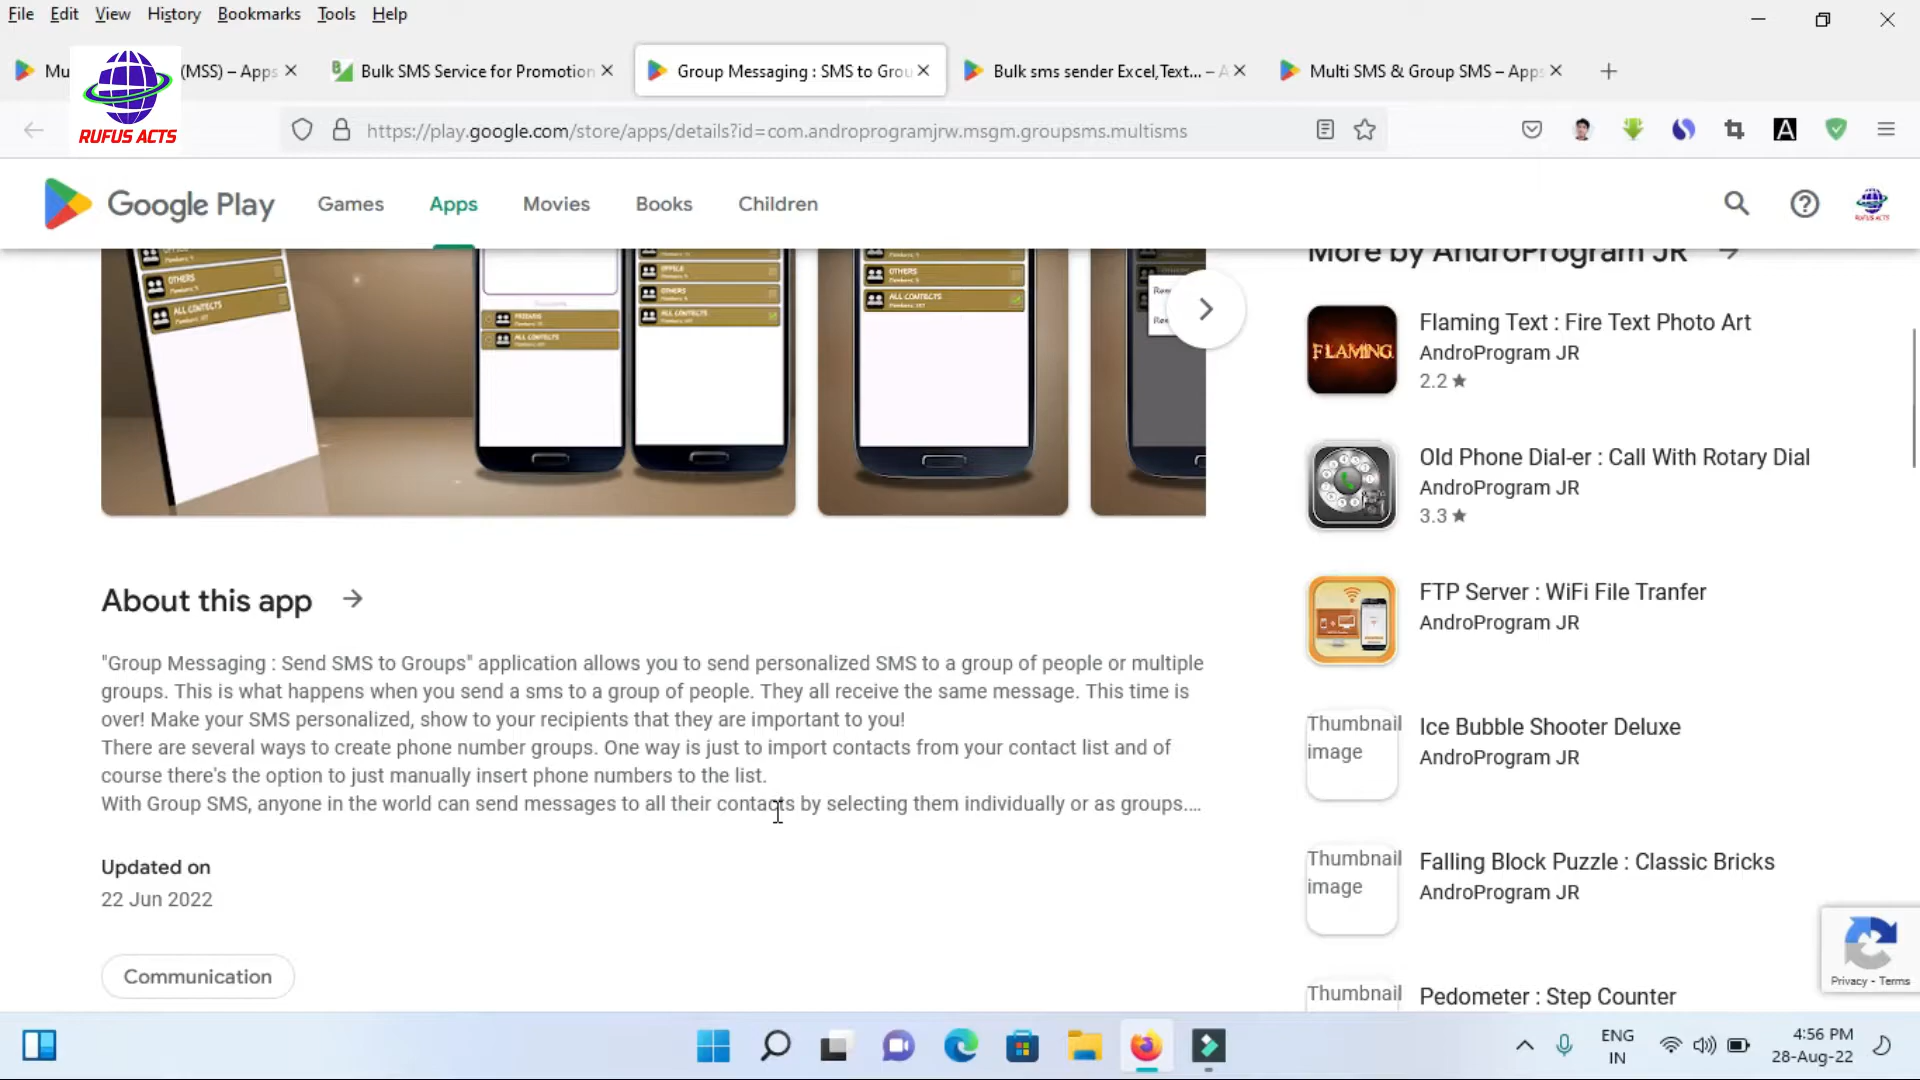 File Edit View History Bookmarks Tools Help
Mu (MSS) – Apps
Bulk SMS Service for Promotion
Group Messaging : SMS to Grou
Bulk sms sender Excel,Text... – A
Multi SMS & Group SMS – Apps
RUFUS ACTS
https://play.google.com/store/apps/details?id=com.androprogramjrw.msgm.groupsms.multisms
Google Play Games Apps Movies Books Children
OTHERS
ALL CONTECTS
FRIENDS
ALL CONTECTS
OFFICE
OTHERS
ALL CONTECTS
OTHERS
ALL CONTECTS
More by AndroProgram JR
Flaming Text : Fire Text Photo Art
AndroProgram JR
2.2 ★
FLAMING
Old Phone Dial-er : Call With Rotary Dial
AndroProgram JR
3.3 ★
FTP Server : WiFi File Tranfer
AndroProgram JR
Thumbnail image
Ice Bubble Shooter Deluxe
AndroProgram JR
Thumbnail image
Falling Block Puzzle : Classic Bricks
AndroProgram JR
Thumbnail
Pedometer : Step Counter
About this app
"Group Messaging : Send SMS to Groups" application allows you to send personalized SMS to a group of people or multiple
groups. This is what happens when you send a sms to a group of people. They all receive the same message. This time is
over! Make your SMS personalized, show to your recipients that they are important to you!
There are several ways to create phone number groups. One way is just to import contacts from your contact list and of
course there's the option to just manually insert phone numbers to the list.
With Group SMS, anyone in the world can send messages to all their contacts by selecting them individually or as groups.…
Updated on
22 Jun 2022
Communication
Privacy - Terms
ENG
IN
4:56 PM
28-Aug-22